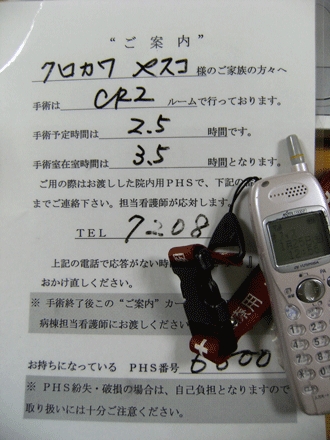 “ご案内”
クロカワ メスコ 様のご家族の方々へ
手術は CR2 ルームで行っております。
手術予定時間は 2.5 時間です。
手術室在室時間は 3.5 時間となります。
ご用の際はお渡しした院内用PHSで、下記の
までご連絡下さい。担当看護師が応対しま
TEL 7208
上記の電話で応答がない時
おかけ直しください。
※ 手術終了後この“ご案内”カー
病棟担当看護師にお渡しくださ
お持ちになっている PHS番号
※ PHS紛失・破損の場合は、自己負担となりますので
取り扱いには十分ご注意ください。
禁用